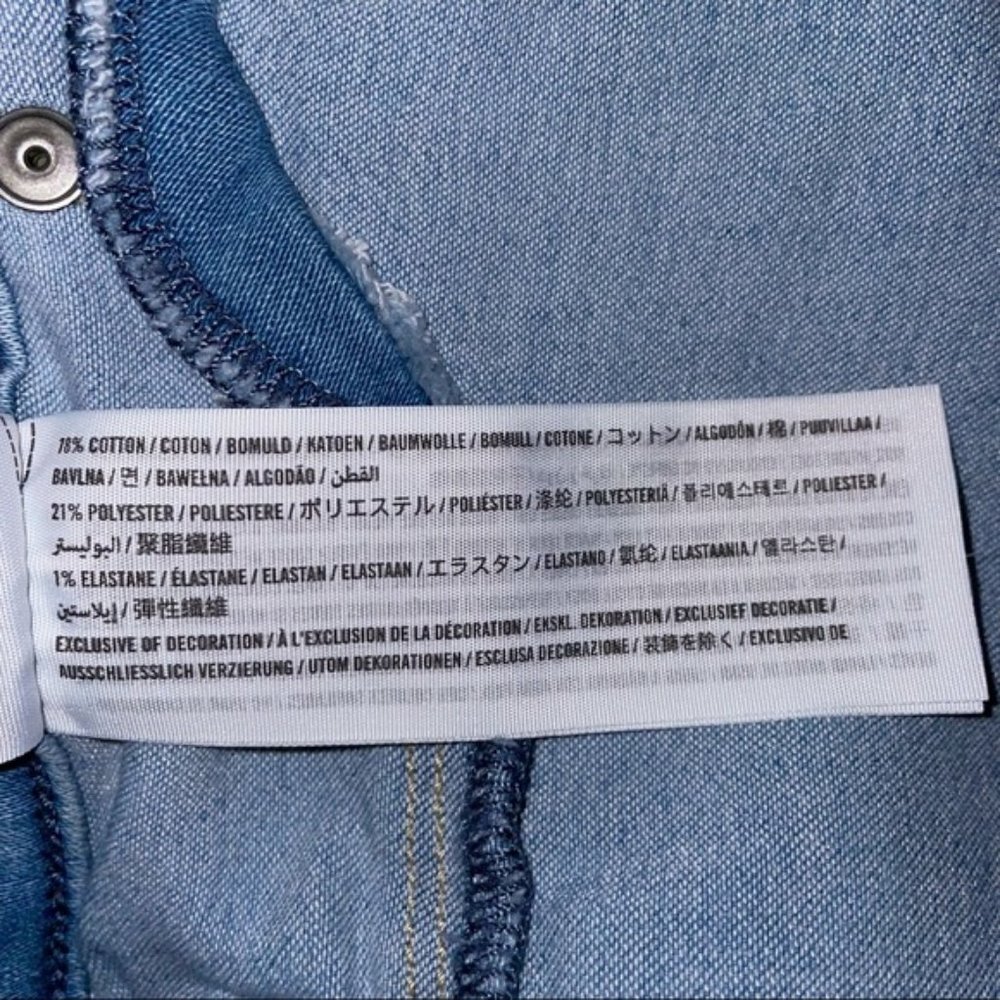 78% COTTON / COTON / BOMULD / KATOEN / BAUMWOLLE / BOMULL / COTONE / コットン / ALGODÓN / 棉 / PUUVILLAA /
BAVLNA / 면 / BAWEŁNA / ALGODÃO / القطن
21% POLYESTER / POLIESTERE / ポリエステル / POLIÉSTER / 涤纶 / POLYESTERIÄ / 폴리에스테르 / POLIESTER /
البوليستر / 聚脂纖維
1% ELASTANE / ÉLASTANE / ELASTAN / ELASTAAN / エラスタン / ELASTANO / 氨纶 / ELASTAANIA / 엘라스탄 /
إيلاستين / 彈性纖維
EXCLUSIVE OF DECORATION / À L'EXCLUSION DE LA DÉCORATION / EKSKL. DEKORATION / EXCLUSIEF DECORATIE /
AUSSCHLIESSLICH VERZIERUNG / UTOM DEKORATIONEN / ESCLUSA DECORAZIONE / 装飾を除く / EXCLUSIVO DE